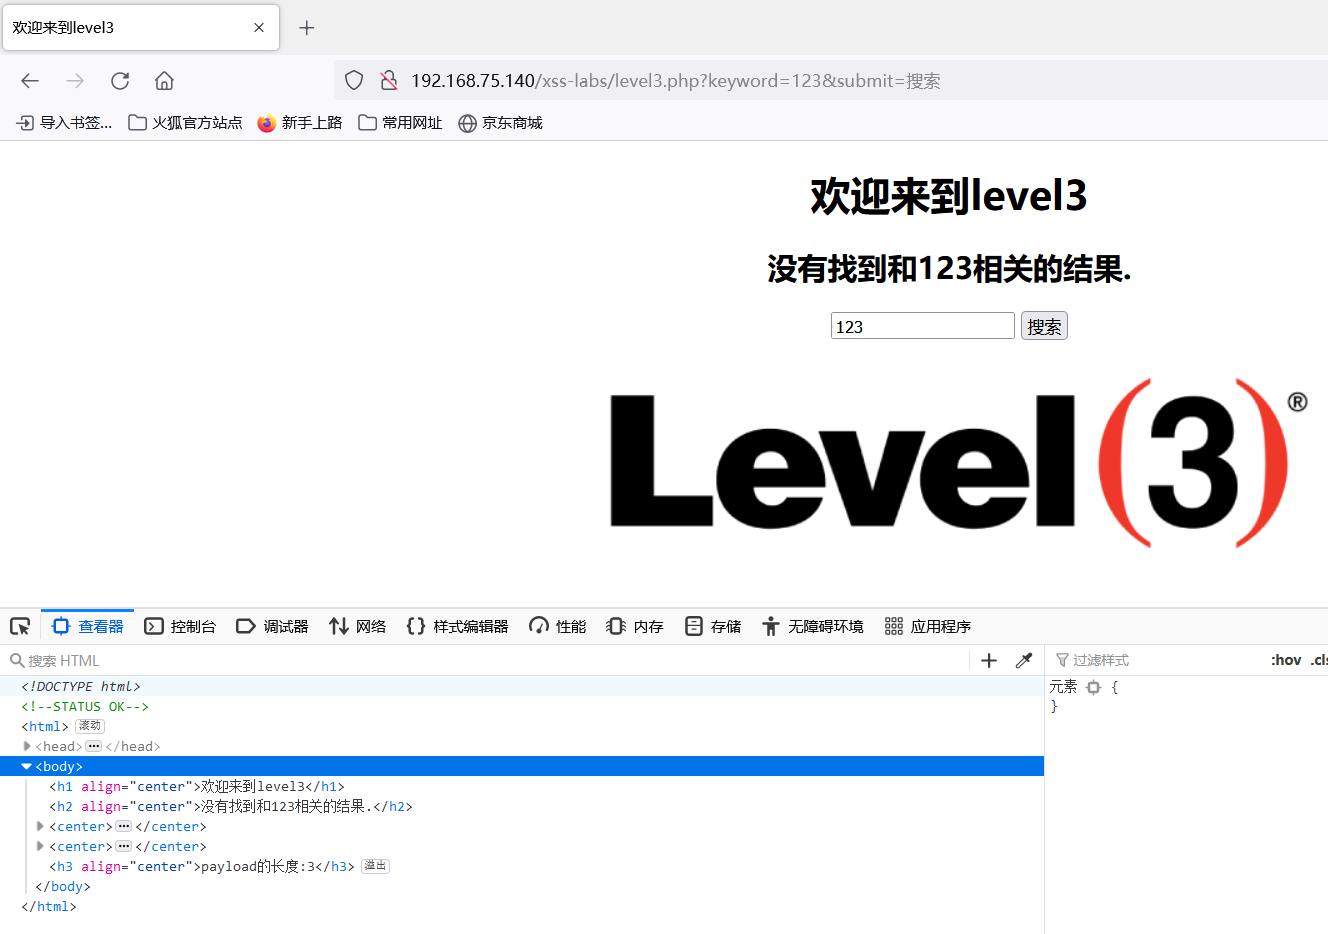 欢迎来到level3
192.168.75.140/xss-labs/level3.php?keyword=123&submit=搜索
导入书签... 火狐官方站点 新手上路 常用网址 京东商城
欢迎来到level3
没有找到和123相关的结果.
123 搜索
Level(3)®
查看器 控制台 调试器 网络 样式编辑器 性能 内存 存储 无障碍环境 应用程序
搜索 HTML 过滤样式 :hov .cls
<!DOCTYPE html> 元素 {
<!--STATUS OK--> }
<html> 滚动
<head>···</head>
<body>
<h1 align="center">欢迎来到level3</h1>
<h2 align="center">没有找到和123相关的结果.</h2>
<center>···</center>
<center>···</center>
<h3 align="center">payload的长度:3</h3> 溢出
</body>
</html>